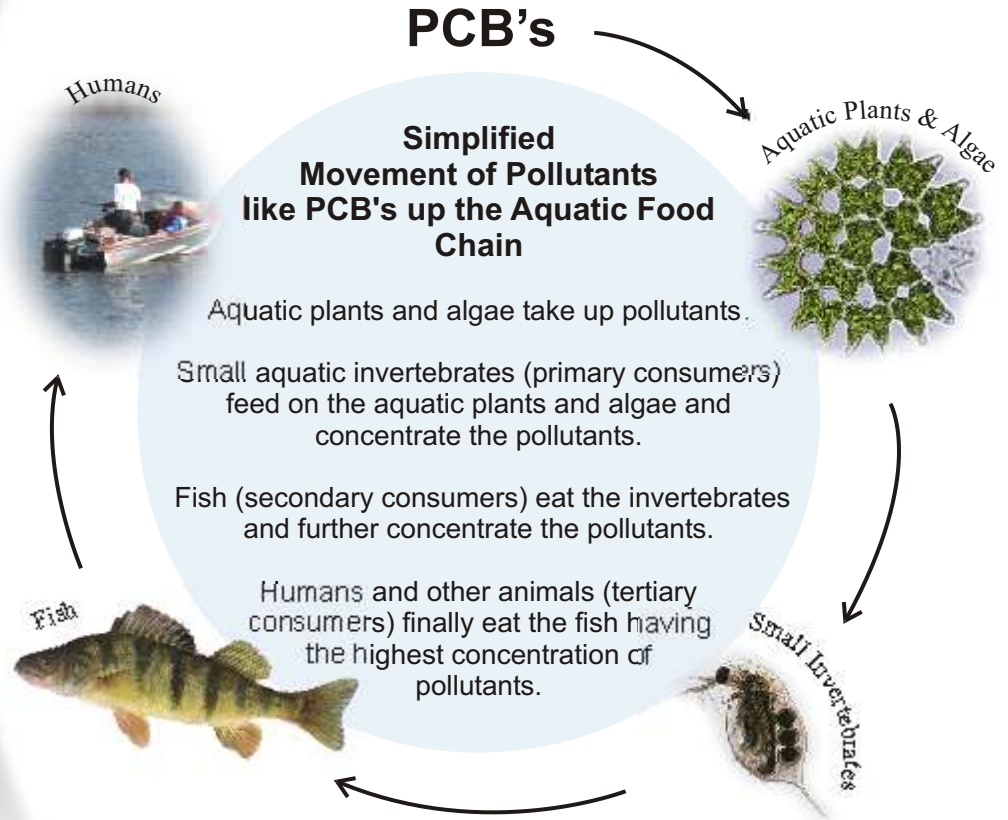 PCB's
Humans
Aquatic Plants & Algae
Simplified
Movement of Pollutants
like PCB's up the Aquatic Food
Chain
Aquatic plants and algae take up pollutants.
Small aquatic invertebrates (primary consumers)
feed on the aquatic plants and algae and
concentrate the pollutants.
Fish (secondary consumers) eat the invertebrates
and further concentrate the pollutants.
Humans and other animals (tertiary
consumers) finally eat the fish having
the highest concentration of
pollutants.
Fish
Small Invertebrates